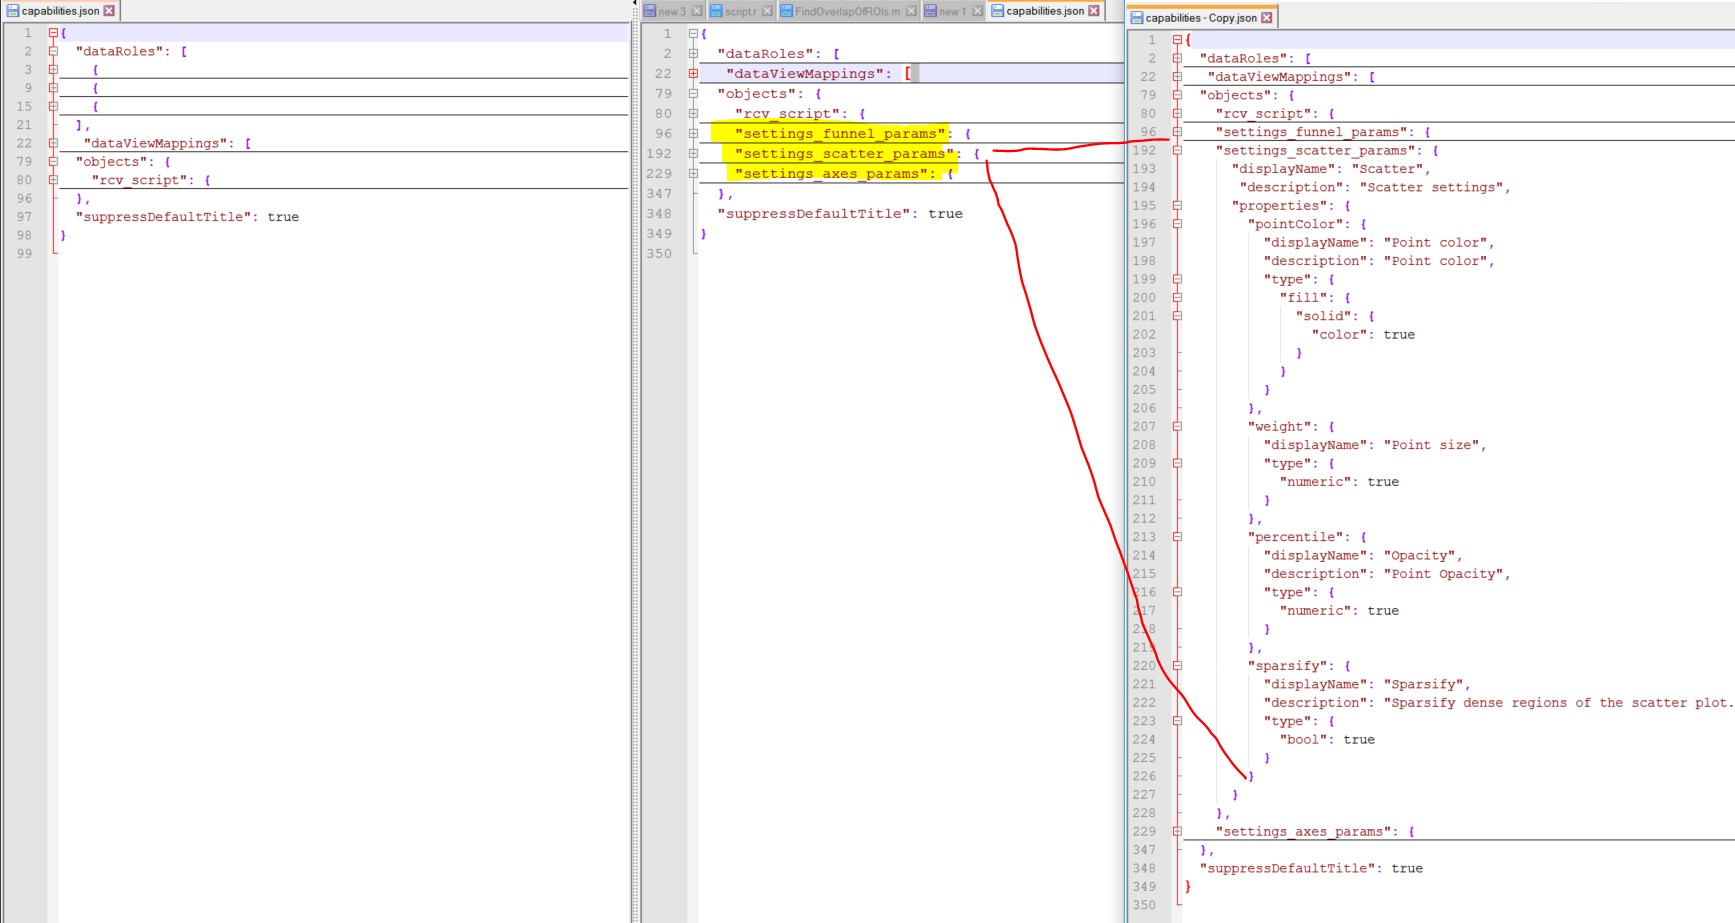 capabilities.json
1 {
2 "dataRoles": [
3 {
9 {
15 {
21 ],
22 "dataViewMappings": [
79 "objects": {
80 "rcv_script": {
96 },
97 "suppressDefaultTitle": true
98 }
99
new 3 script.r FindOverlapOfROIs.m new 1 capabilities.json
1 {
2 "dataRoles": [
22 "dataViewMappings": [
79 "objects": {
80 "rcv_script": {
96 "settings_funnel_params": {
192 "settings_scatter_params": {
229 "settings_axes_params": {
347 },
348 "suppressDefaultTitle": true
349 }
350
capabilities - Copy.json
1 {
2 "dataRoles": [
22 "dataViewMappings": [
79 "objects": {
80 "rcv_script": {
96 "settings_funnel_params": {
192 "settings_scatter_params": {
193 "displayName": "Scatter",
194 "description": "Scatter settings",
195 "properties": {
196 "pointColor": {
197 "displayName": "Point color",
198 "description": "Point color",
199 "type": {
200 "fill": {
201 "solid": {
202 "color": true
203 }
204 }
205 }
206 },
207 "weight": {
208 "displayName": "Point size",
209 "type": {
210 "numeric": true
211 }
212 },
213 "percentile": {
214 "displayName": "Opacity",
215 "description": "Point Opacity",
216 "type": {
217 "numeric": true
218 }
219 },
220 "sparsify": {
221 "displayName": "Sparsify",
222 "description": "Sparsify dense regions of the scatter plot.
223 "type": {
224 "bool": true
225 }
226 }
227 }
228 },
229 "settings_axes_params": {
347 },
348 "suppressDefaultTitle": true
349 }
350